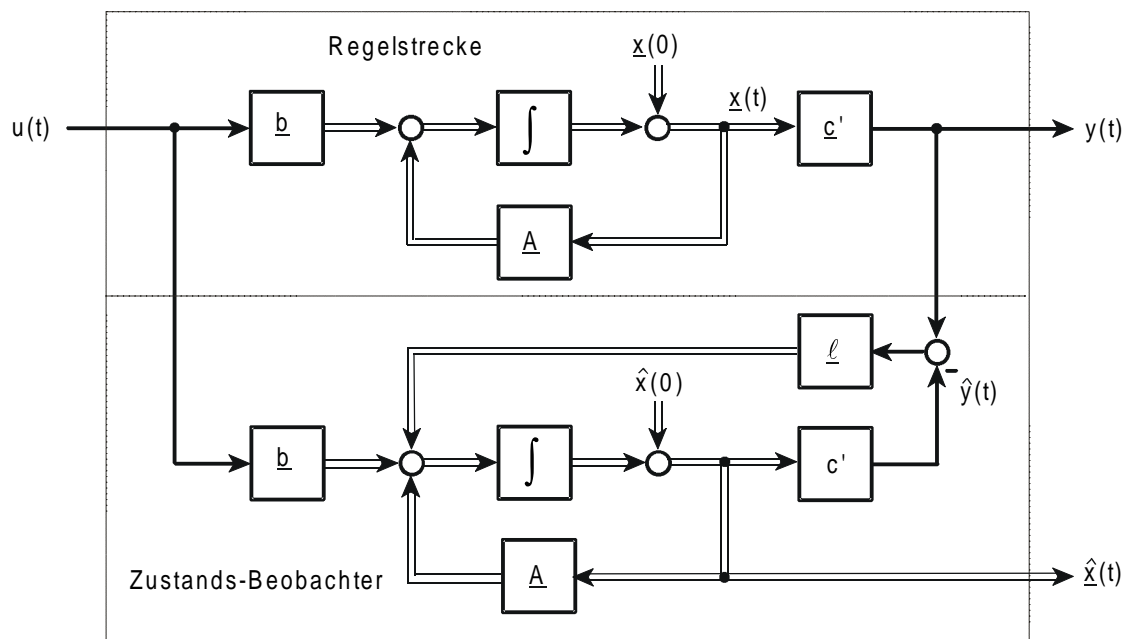 Regelstrecke
x(0)
x(t)
u(t)
b
∫
c'
y(t)
A
ℓ
x̂(0)
ŷ(t)
b
∫
c'
A
Zustands-Beobachter
x̂(t)